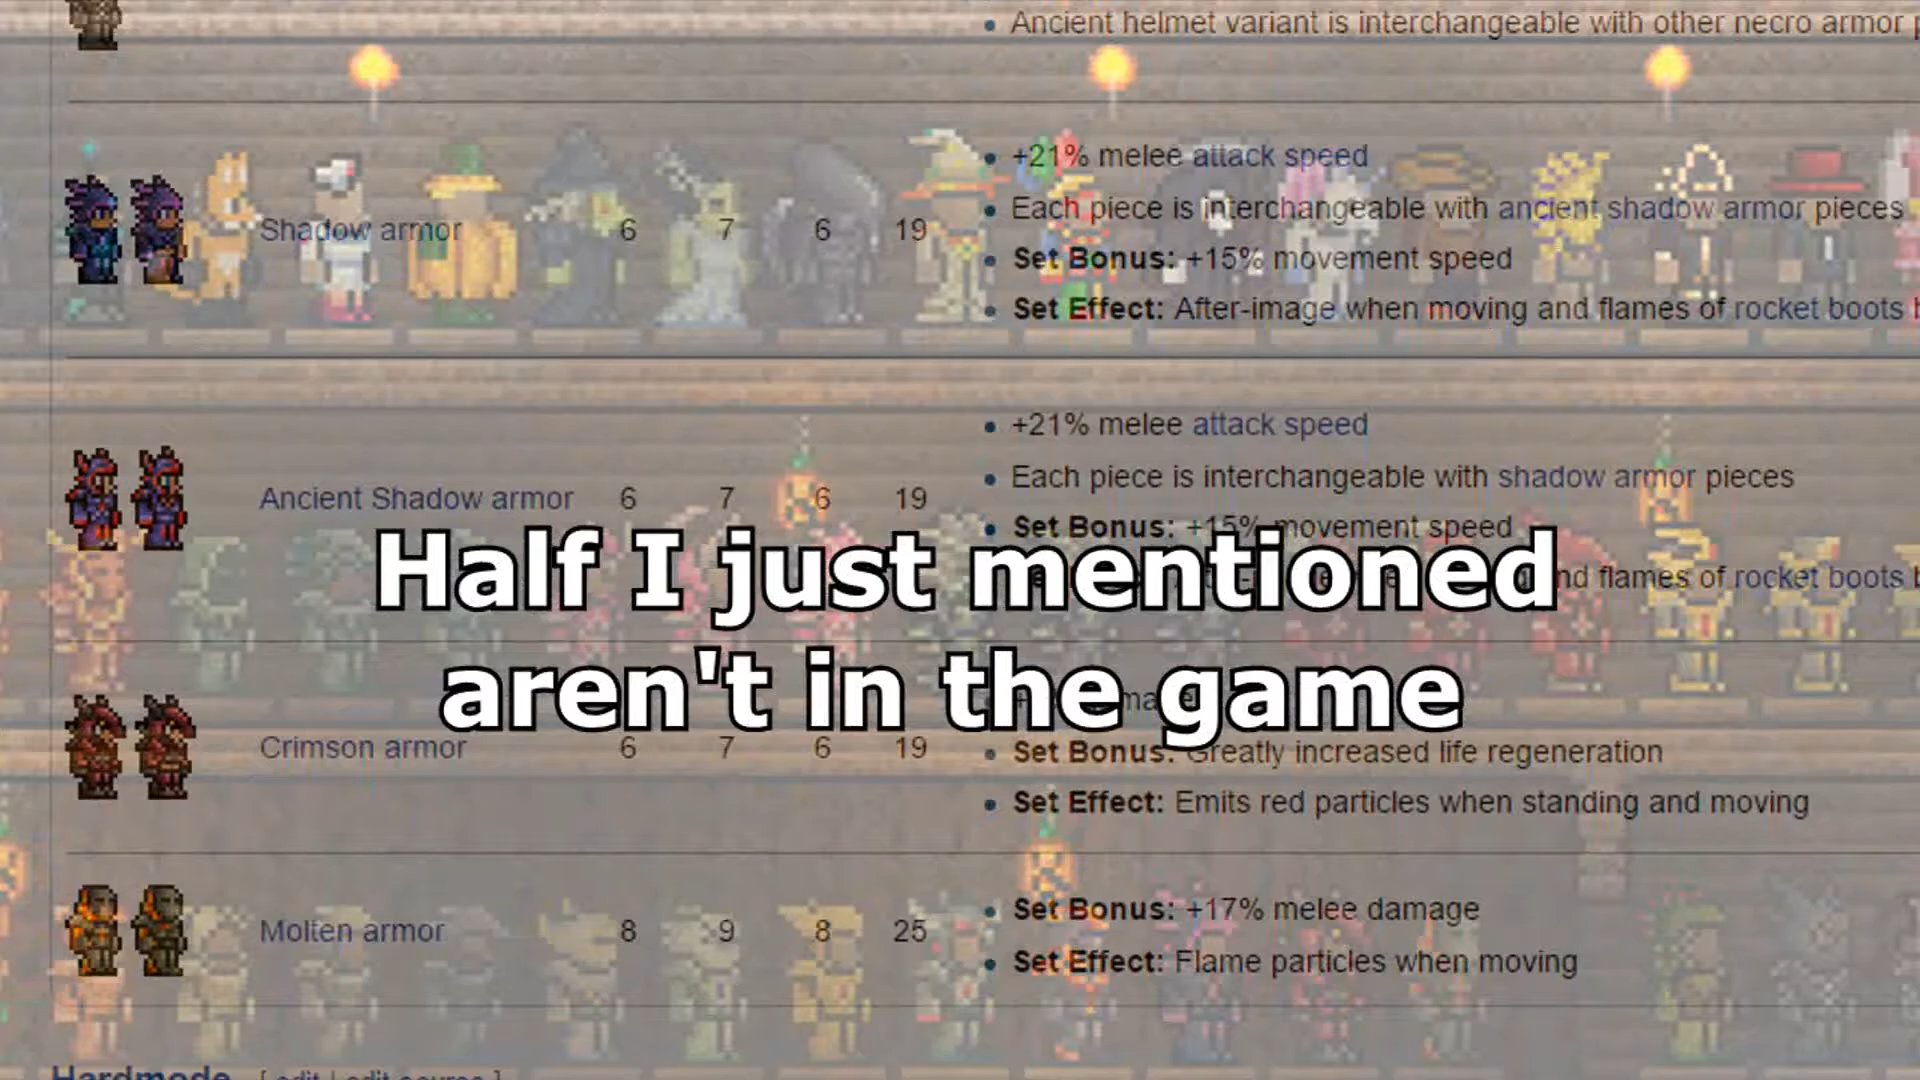 Ancient helmet variant is interchangeable with other necro armor
+21% melee attack speed
Each piece is interchangeable with ancient shadow armor pieces
Shadow armor 6 7 6 19
Set Bonus: +15% movement speed
Set Effect: After-image when moving and flames of rocket boots
+21% melee attack speed
Each piece is interchangeable with shadow armor pieces
Ancient Shadow armor 6 7 6 19
Set Bonus: +15% movement speed
nd flames of rocket boots
Half I just mentioned
aren't in the game
Crimson armor 6 7 6 19
Set Bonus: Greatly increased life regeneration
Set Effect: Emits red particles when standing and moving
Set Bonus: +17% melee damage
Molten armor 8 9 8 25
Set Effect: Flame particles when moving
Hardmode [ edit | edit source ]